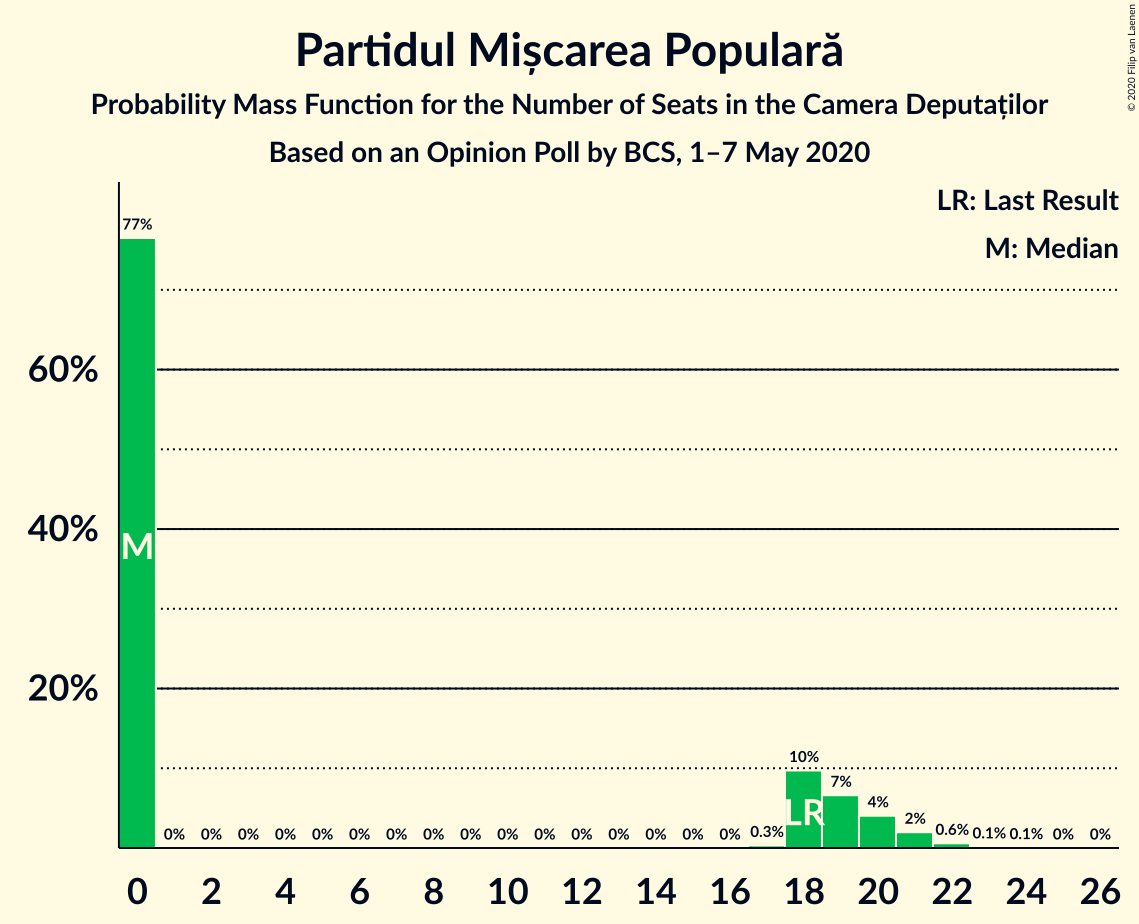 Partidul Mișcarea Populară
Probability Mass Function for the Number of Seats in the Camera Deputaților
Based on an Opinion Poll by BCS, 1–7 May 2020
© 2020 Filip van Laenen
LR: Last Result
M: Median
77%
60%
40%
20%
M
0% 0% 0% 0% 0% 0% 0% 0% 0% 0% 0% 0% 0% 0% 0% 0% 0.3% 10% 7% 4% 2% 0.6% 0.1% 0.1% 0% 0%
LR
0 2 4 6 8 10 12 14 16 18 20 22 24 26